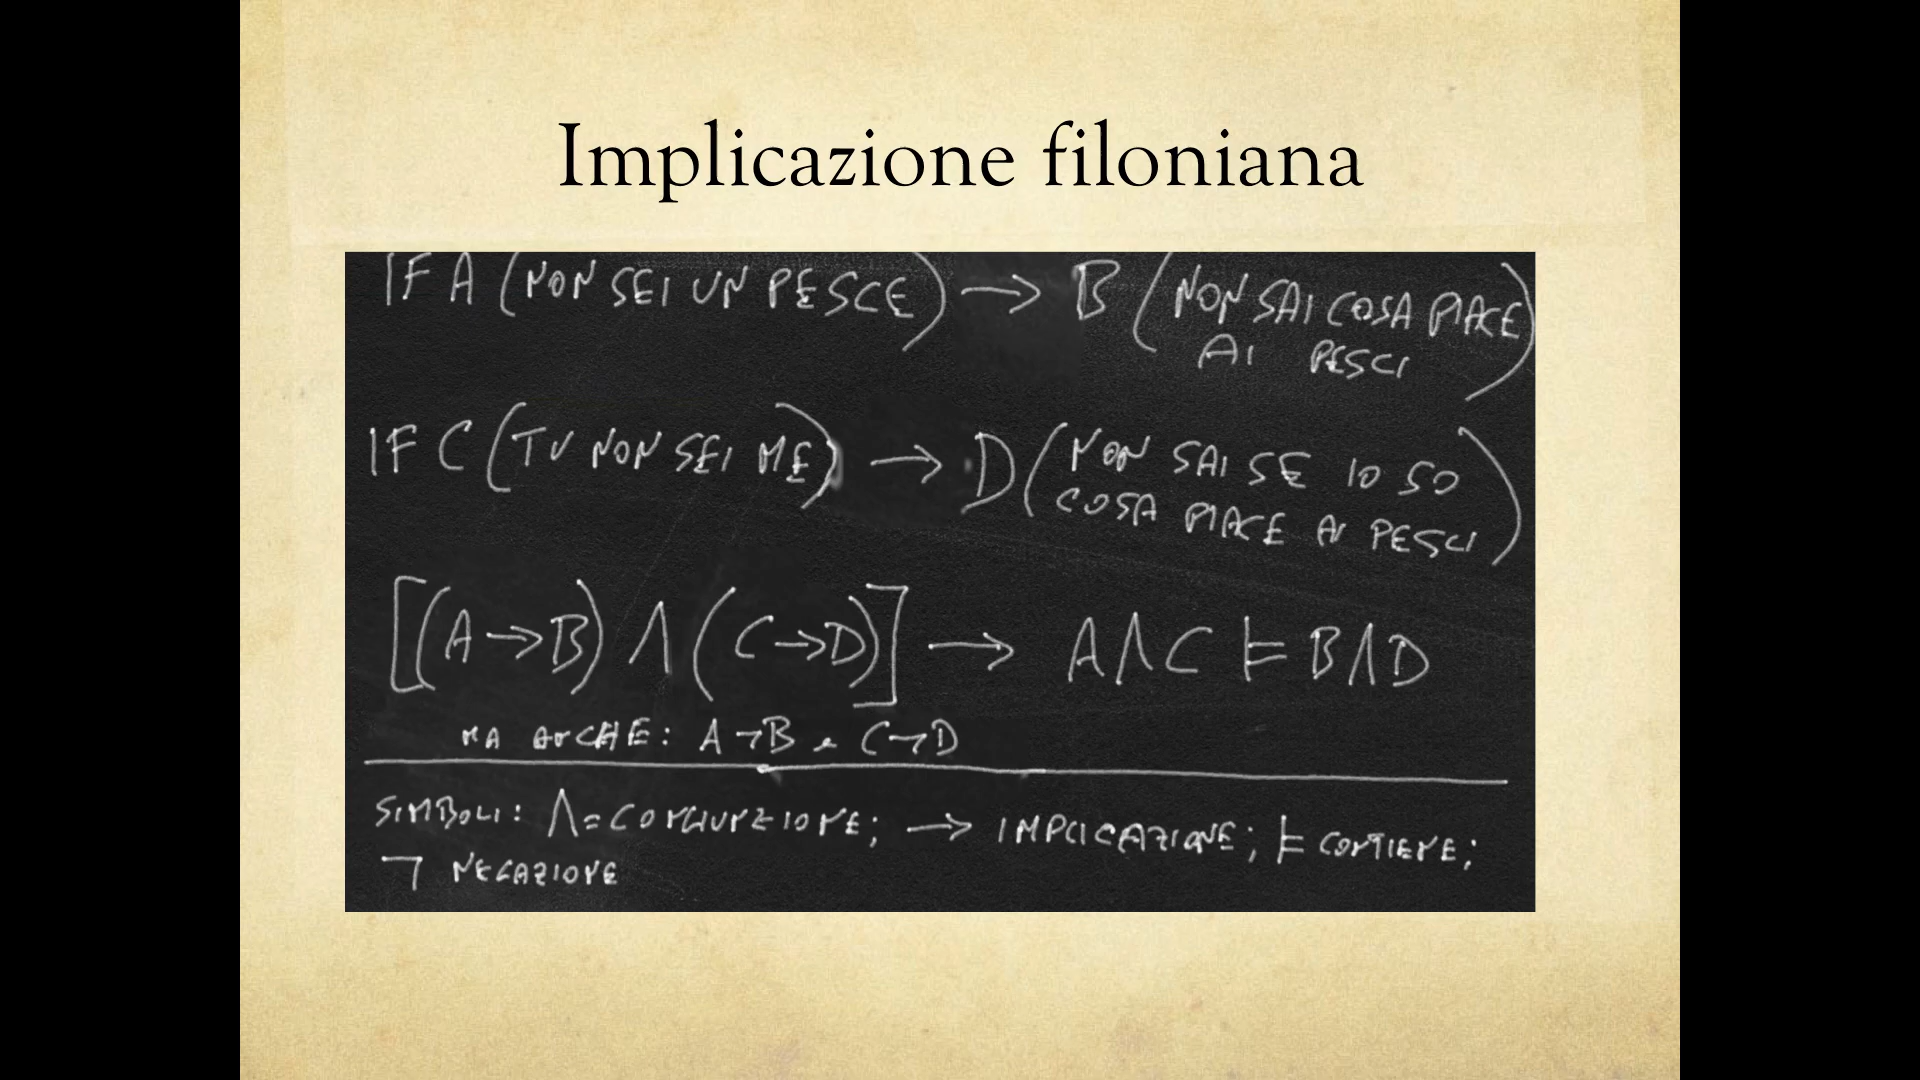 Implicazione filoniana
IF A (NON SEI UN PESCE) → B (NON SAI COSA PIACE
AI PESCI)
IF C (TU NON SEI ME) → D (NON SAI SE IO SO
COSA PIACE AI PESCI)
[(A→B) ∧ (C→D)] → A∧C ⊨ B∧D
MA ANCHE: A¬B e C¬D
SIMBOLI: ∧=CONGIUNZIONE; → IMPLICAZIONE; ⊨ CONTIENE;
¬ NEGAZIONE